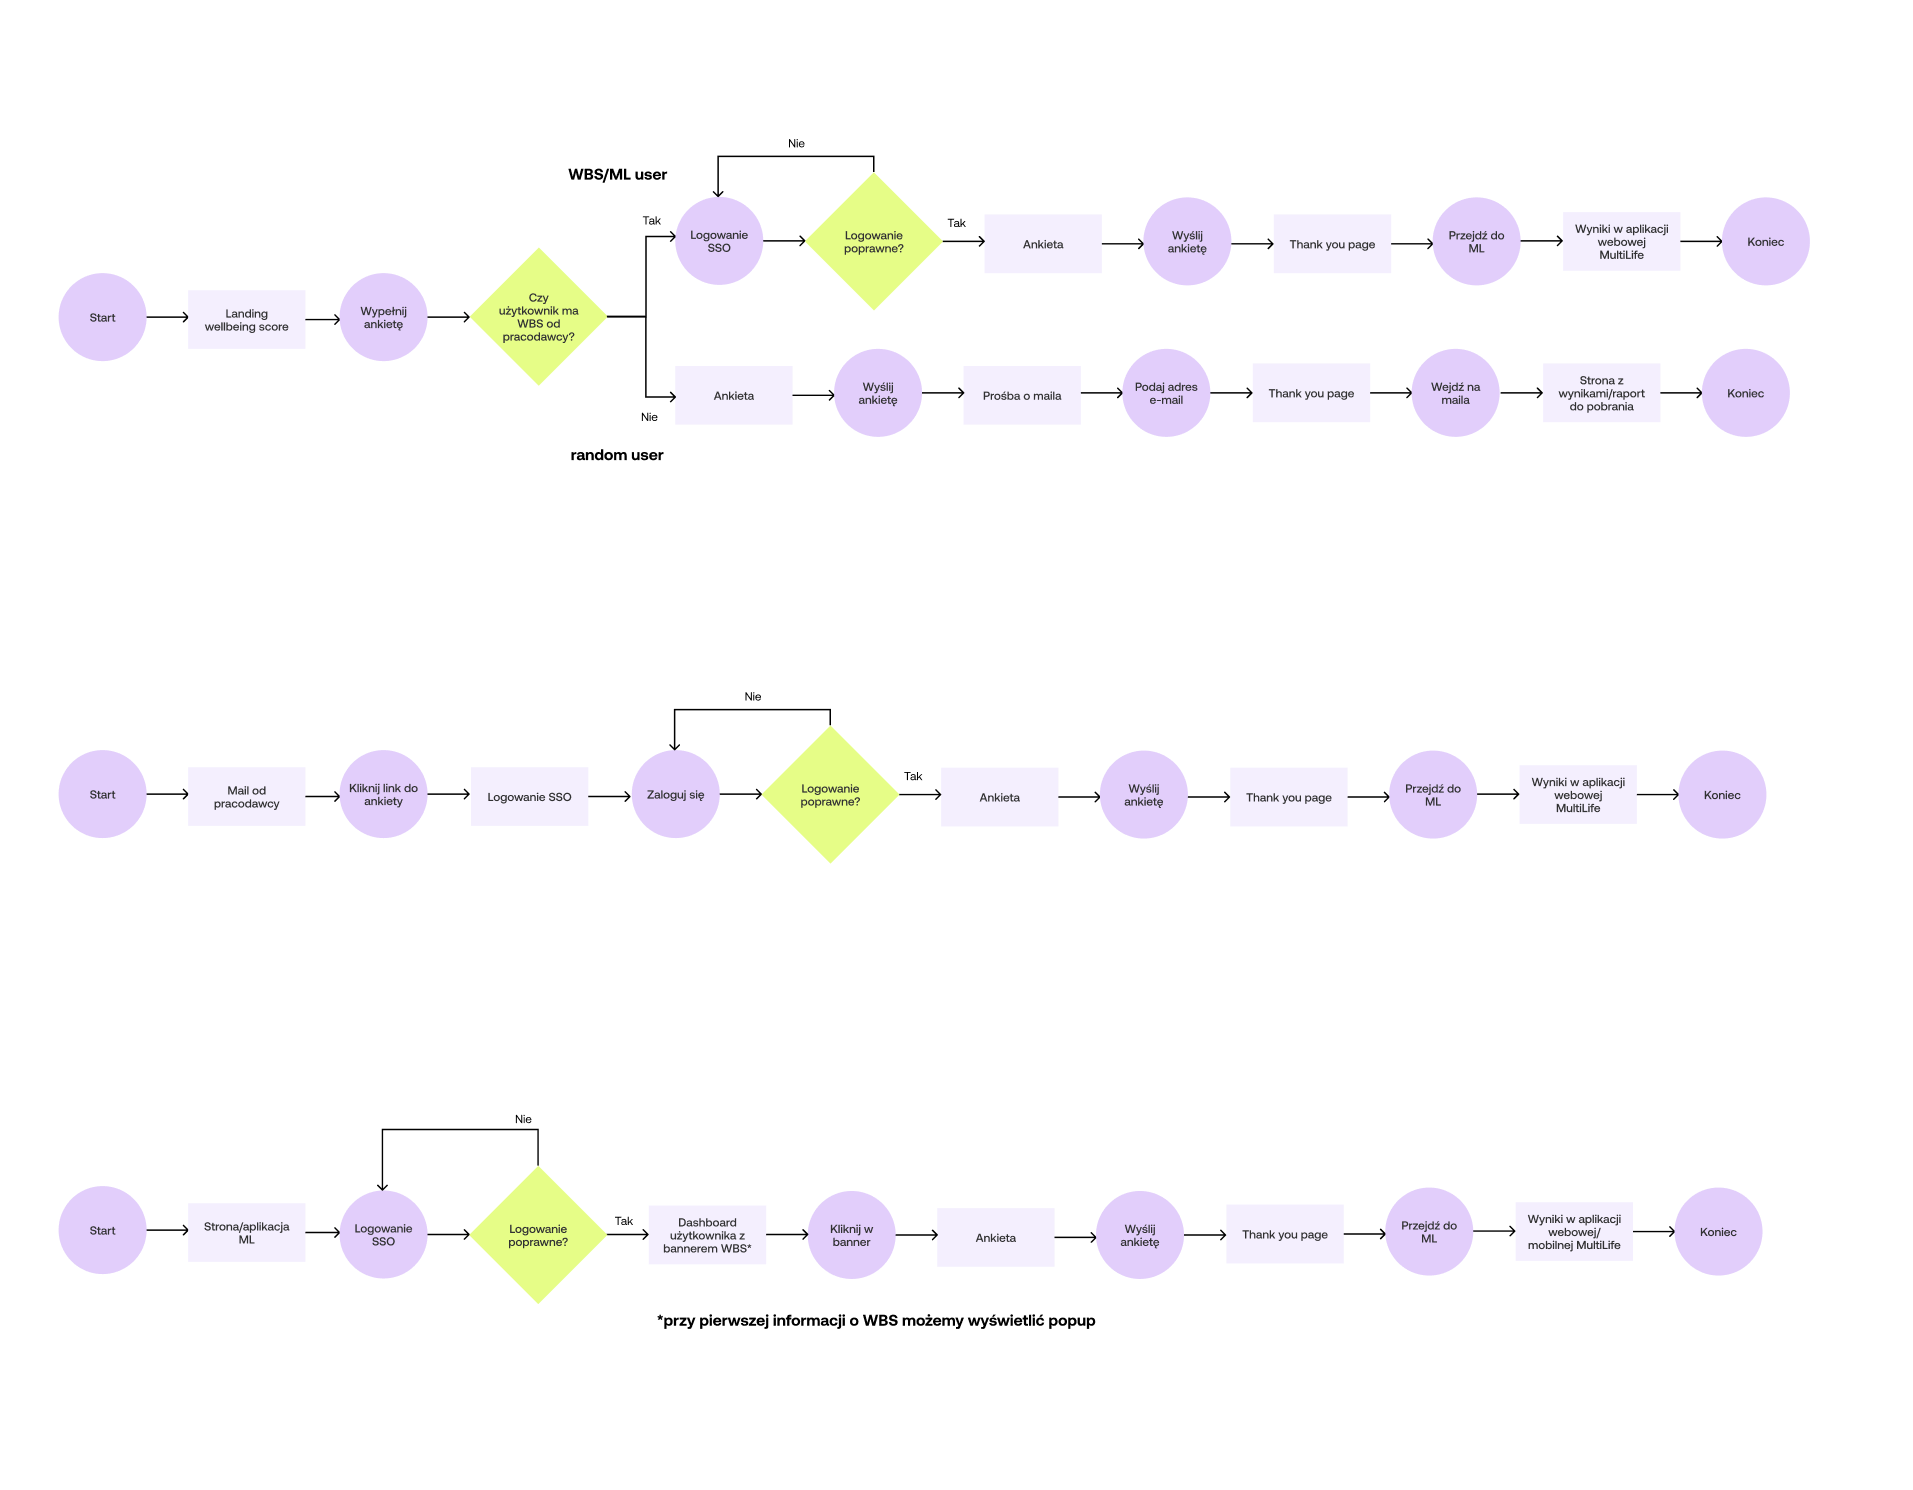 Nie
WBS/ML user
Tak
Logowanie
SSO
Logowanie
poprawne?
Tak
Ankieta
Wyślij
ankietę
Thank you page
Przejdź do
ML
Wyniki w aplikacji
webowej
MultiLife
Koniec
Start
Landing
wellbeing score
Wypełnij
ankietę
Czy
użytkownik ma
WBS od
pracodawcy?
Nie
Ankieta
Wyślij
ankietę
Prośba o maila
Podaj adres
e-mail
Thank you page
Wejdź na
maila
Strona z
wynikami/raport
do pobrania
Koniec
random user
Nie
Start
Mail od
pracodawcy
Kliknij link do
ankiety
Logowanie SSO
Zaloguj się
Logowanie
poprawne?
Tak
Ankieta
Wyślij
ankietę
Thank you page
Przejdź do
ML
Wyniki w aplikacji
webowej
MultiLife
Koniec
Nie
Start
Strona/aplikacja
ML
Logowanie
SSO
Logowanie
poprawne?
Tak
Dashboard
użytkownika z
bannerem WBS*
Kliknij w
banner
Ankieta
Wyślij
ankietę
Thank you page
Przejdź do
ML
Wyniki w aplikacji
webowej/
mobilnej MultiLife
Koniec
*przy pierwszej informacji o WBS możemy wyświetlić popup